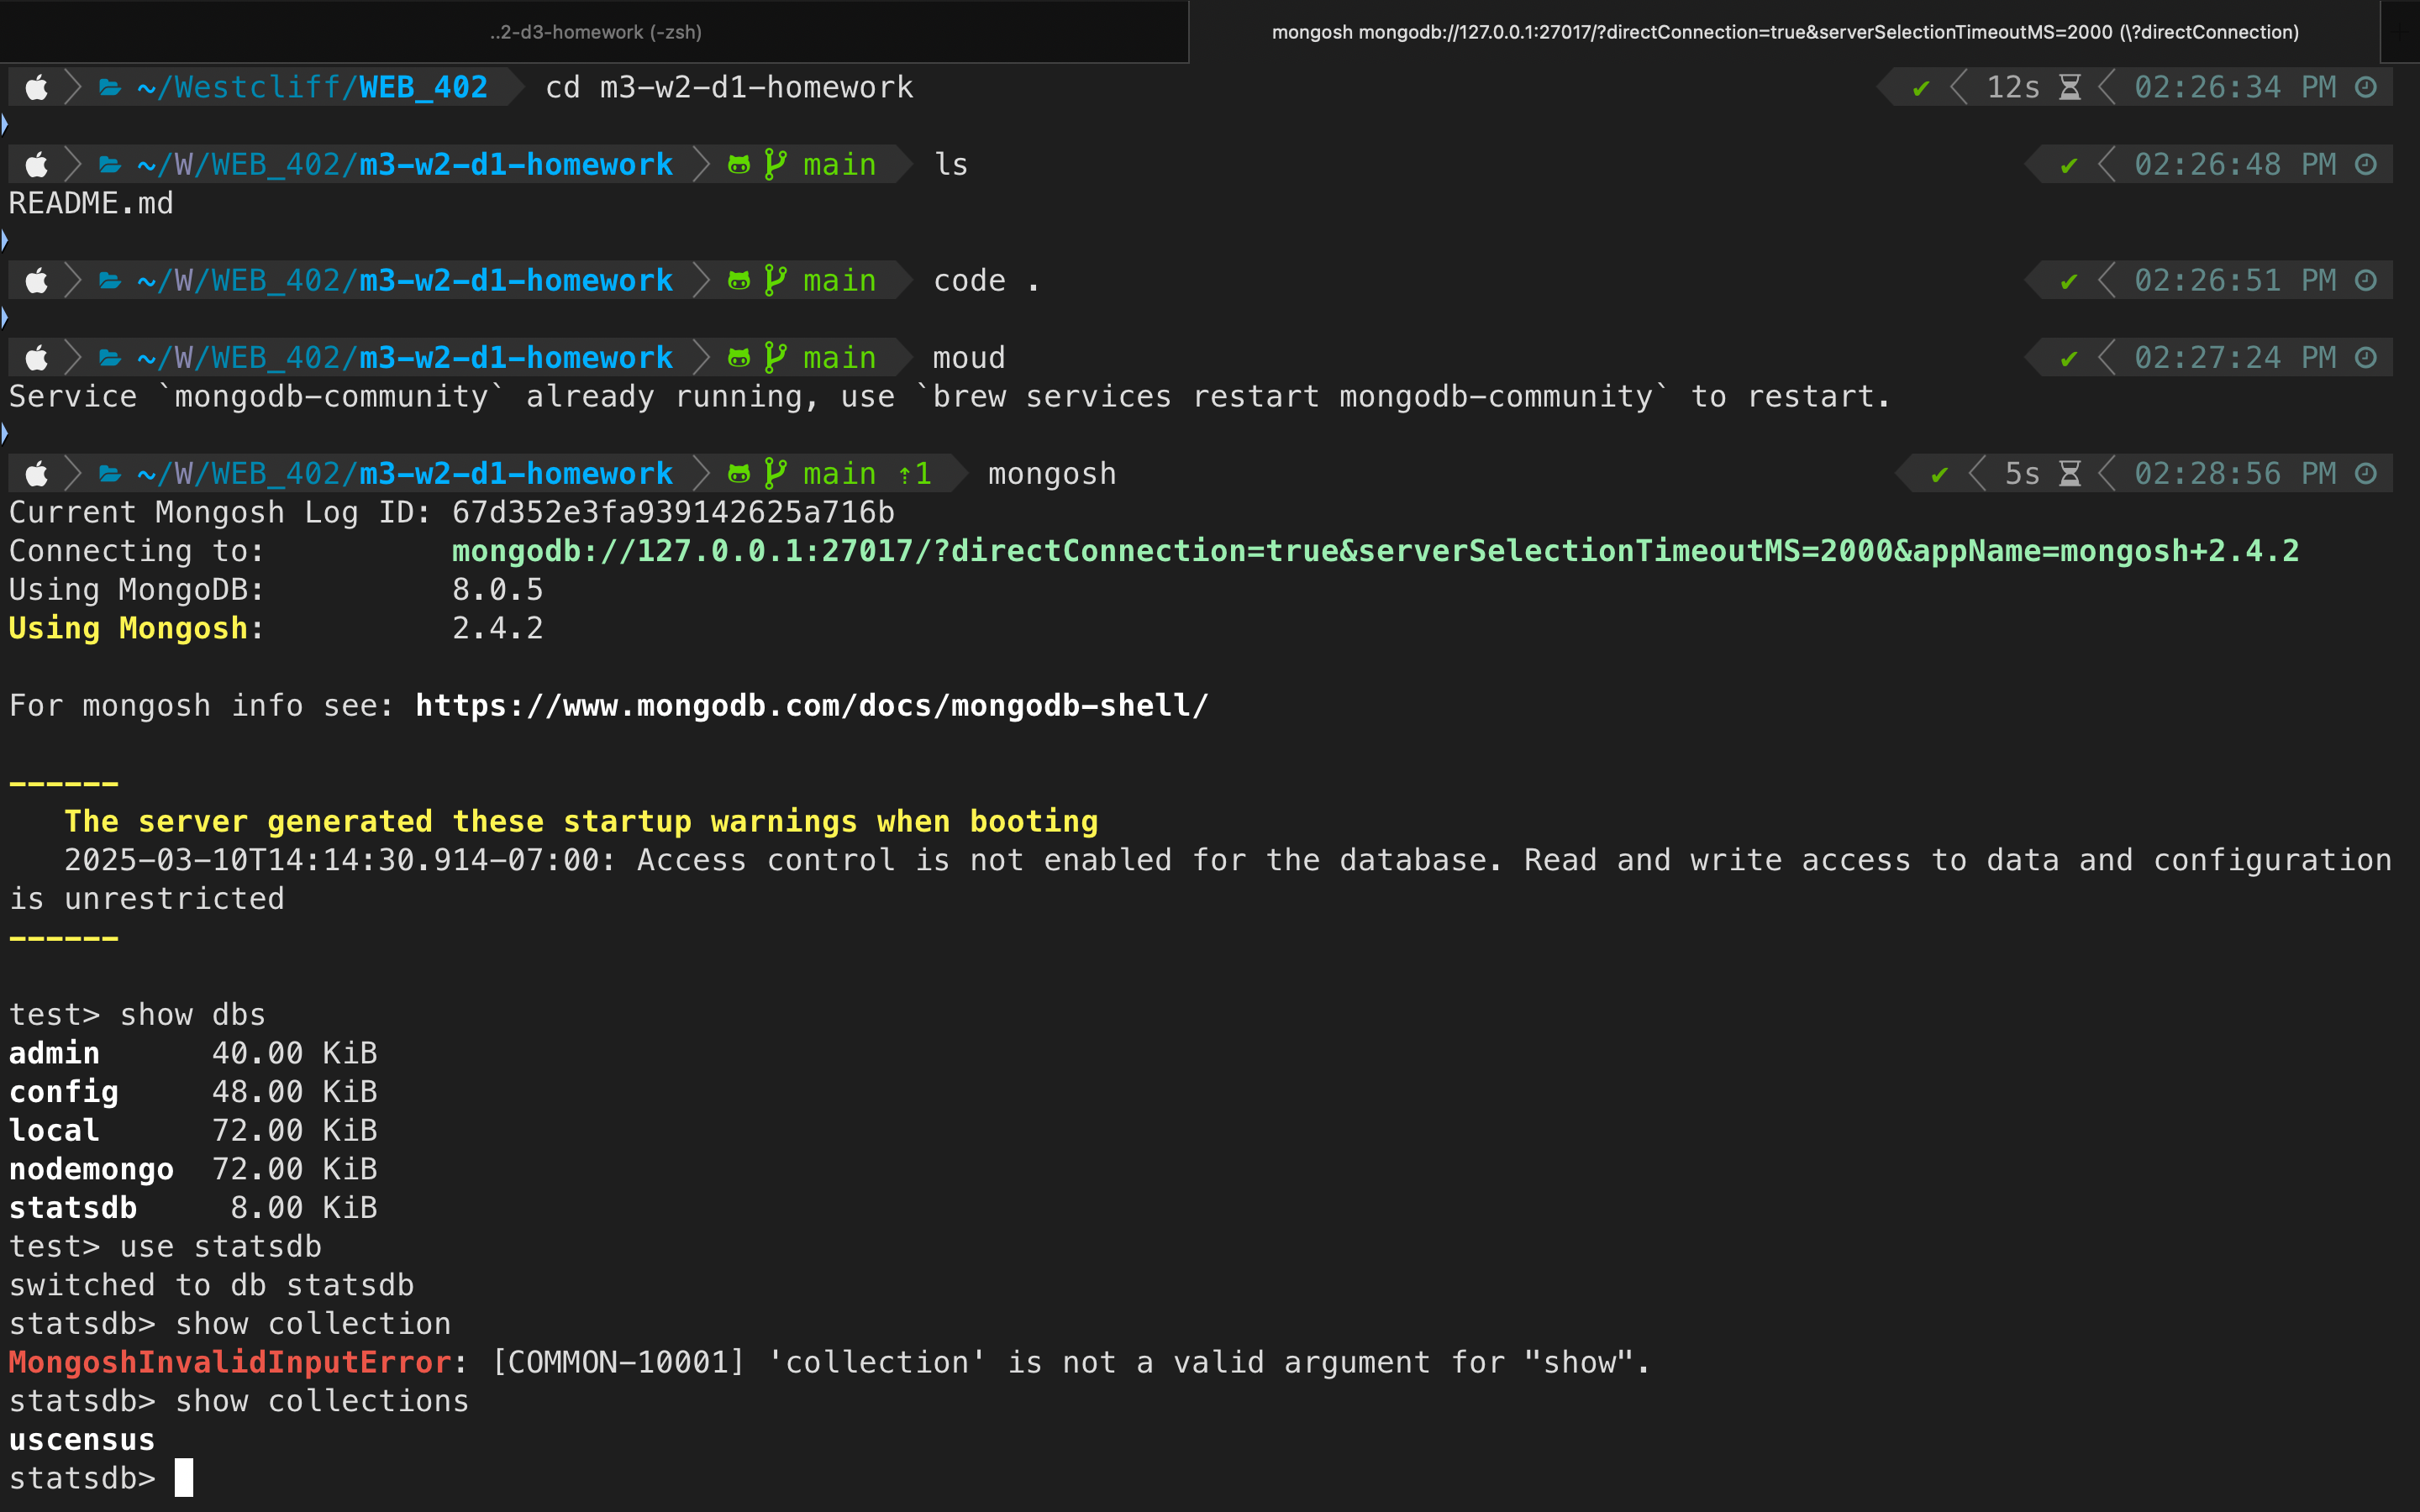 ..2-d3-homework (-zsh)
mongosh mongodb://127.0.0.1:27017/?directConnection=true&serverSelectionTimeoutMS=2000 (\?directConnection)
~/Westcliff/WEB_402 cd m3-w2-d1-homework ✔ 12s 02:26:34 PM
~/W/WEB_402/m3-w2-d1-homework main ls ✔ 02:26:48 PM
README.md
~/W/WEB_402/m3-w2-d1-homework main code . ✔ 02:26:51 PM
~/W/WEB_402/m3-w2-d1-homework main moud ✔ 02:27:24 PM
Service `mongodb-community` already running, use `brew services restart mongodb-community` to restart.
~/W/WEB_402/m3-w2-d1-homework main ⇡1 mongosh ✔ 5s 02:28:56 PM
Current Mongosh Log ID: 67d352e3fa939142625a716b
Connecting to: mongodb://127.0.0.1:27017/?directConnection=true&serverSelectionTimeoutMS=2000&appName=mongosh+2.4.2
Using MongoDB: 8.0.5
Using Mongosh: 2.4.2
For mongosh info see: https://www.mongodb.com/docs/mongodb-shell/
------
The server generated these startup warnings when booting
2025-03-10T14:14:30.914-07:00: Access control is not enabled for the database. Read and write access to data and configuration
is unrestricted
------
test> show dbs
admin 40.00 KiB
config 48.00 KiB
local 72.00 KiB
nodemongo 72.00 KiB
statsdb 8.00 KiB
test> use statsdb
switched to db statsdb
statsdb> show collection
MongoshInvalidInputError: [COMMON-10001] 'collection' is not a valid argument for "show".
statsdb> show collections
uscensus
statsdb>